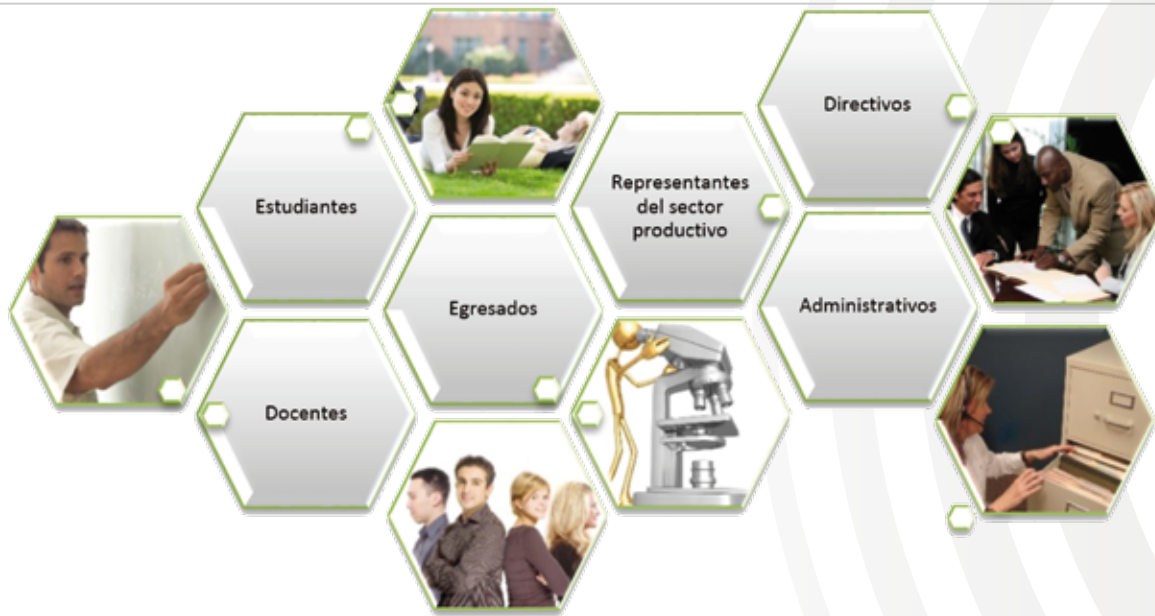 Directivos
Estudiantes
Representantes
del sector
productivo
Egresados
Administrativos
Docentes